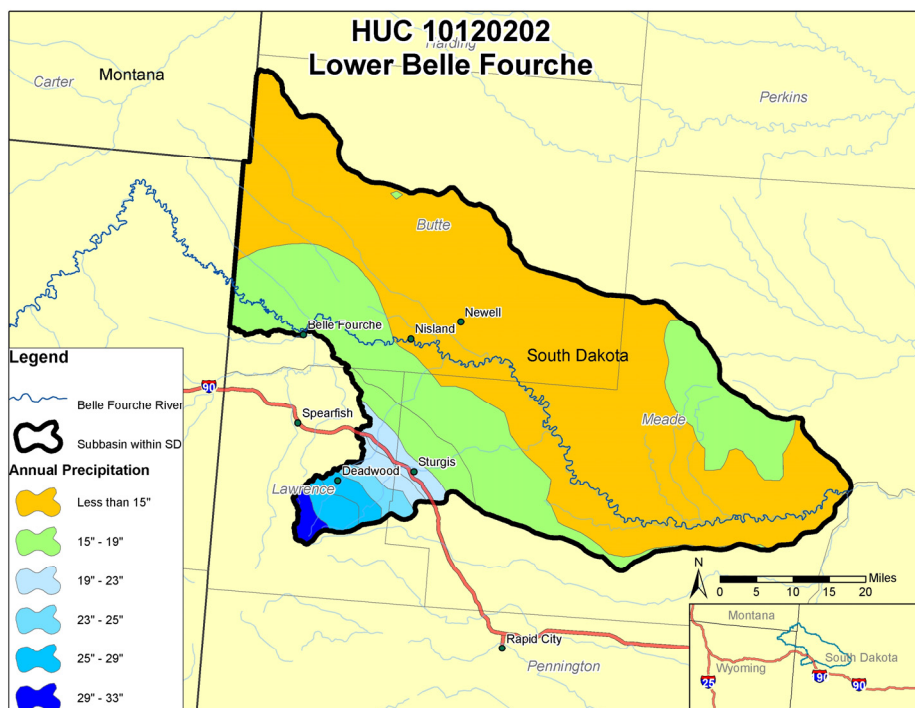 HUC 10120202
Lower Belle Fourche
Harding
Carter
Montana
Perkins
Butte
Newell
Belle Fourche
Nisland
South Dakota
Legend
90
Belle Fourche River
Spearfish
Meade
Subbasin within SD
Sturgis
Annual Precipitation
Deadwood
Lawrence
Less than 15"
15" - 19"
19" - 23"
23" - 25"
25" - 29"
29" - 33"
N
Miles
0 5 10 15 20
Rapid City
Pennington
Montana
South Dakota
Wyoming
25
190
90